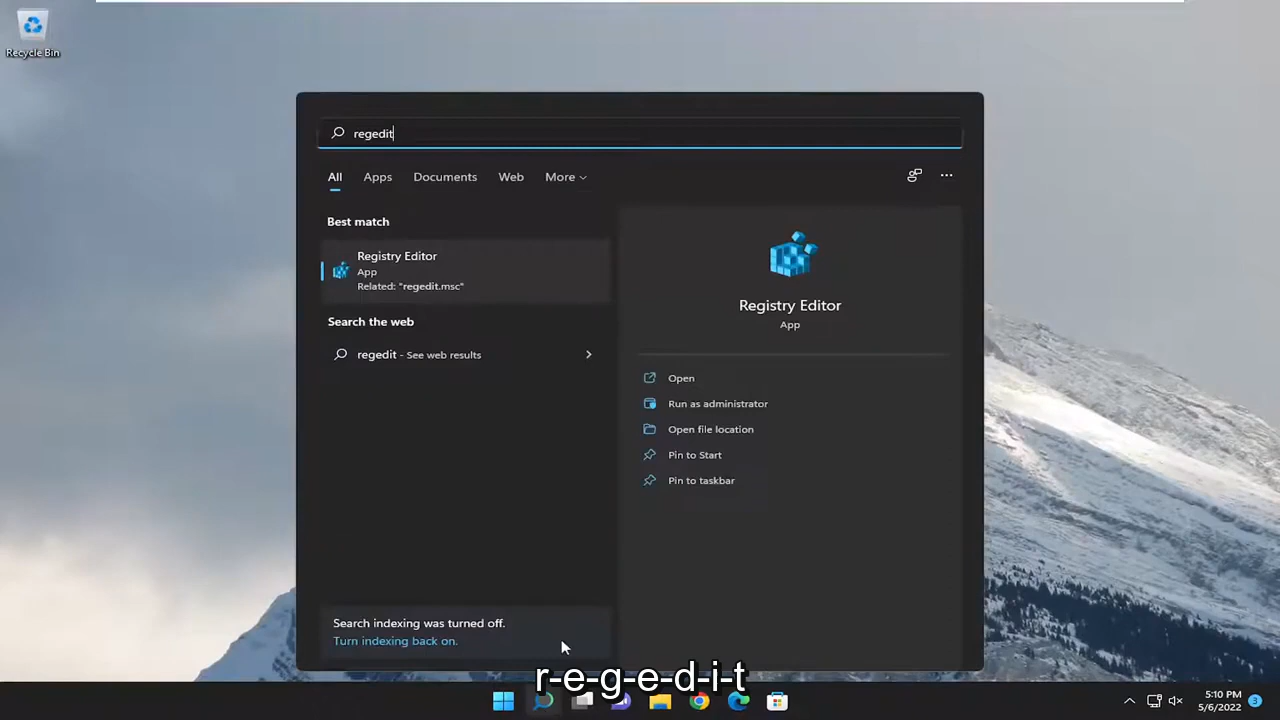 Recycle Bin
regedit
All Apps Documents Web More
Best match
Registry Editor
App
Related: "regedit.msc"
Search the web
regedit - See web results
Registry Editor
App
Open
Run as administrator
Open file location
Pin to Start
Pin to taskbar
Search indexing was turned off.
Turn indexing back on.
r-e-g-e-d-i-t
5:10 PM
5/6/2022
3